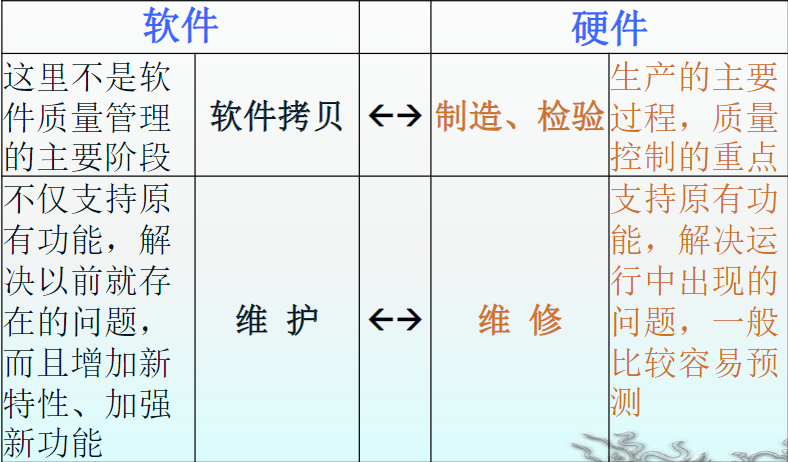 软件
硬件
这里不是软
件质量管理
的主要阶段
软件拷贝
←→
制造、检验
生产的主要
过程，质量
控制的重点
不仅支持原
有功能，解
决以前就存
在的问题，
而且增加新
特性、加强
新功能
维 护
←→
维 修
支持原有功
能，解决运
行中出现的
问题，一般
比较容易预
测